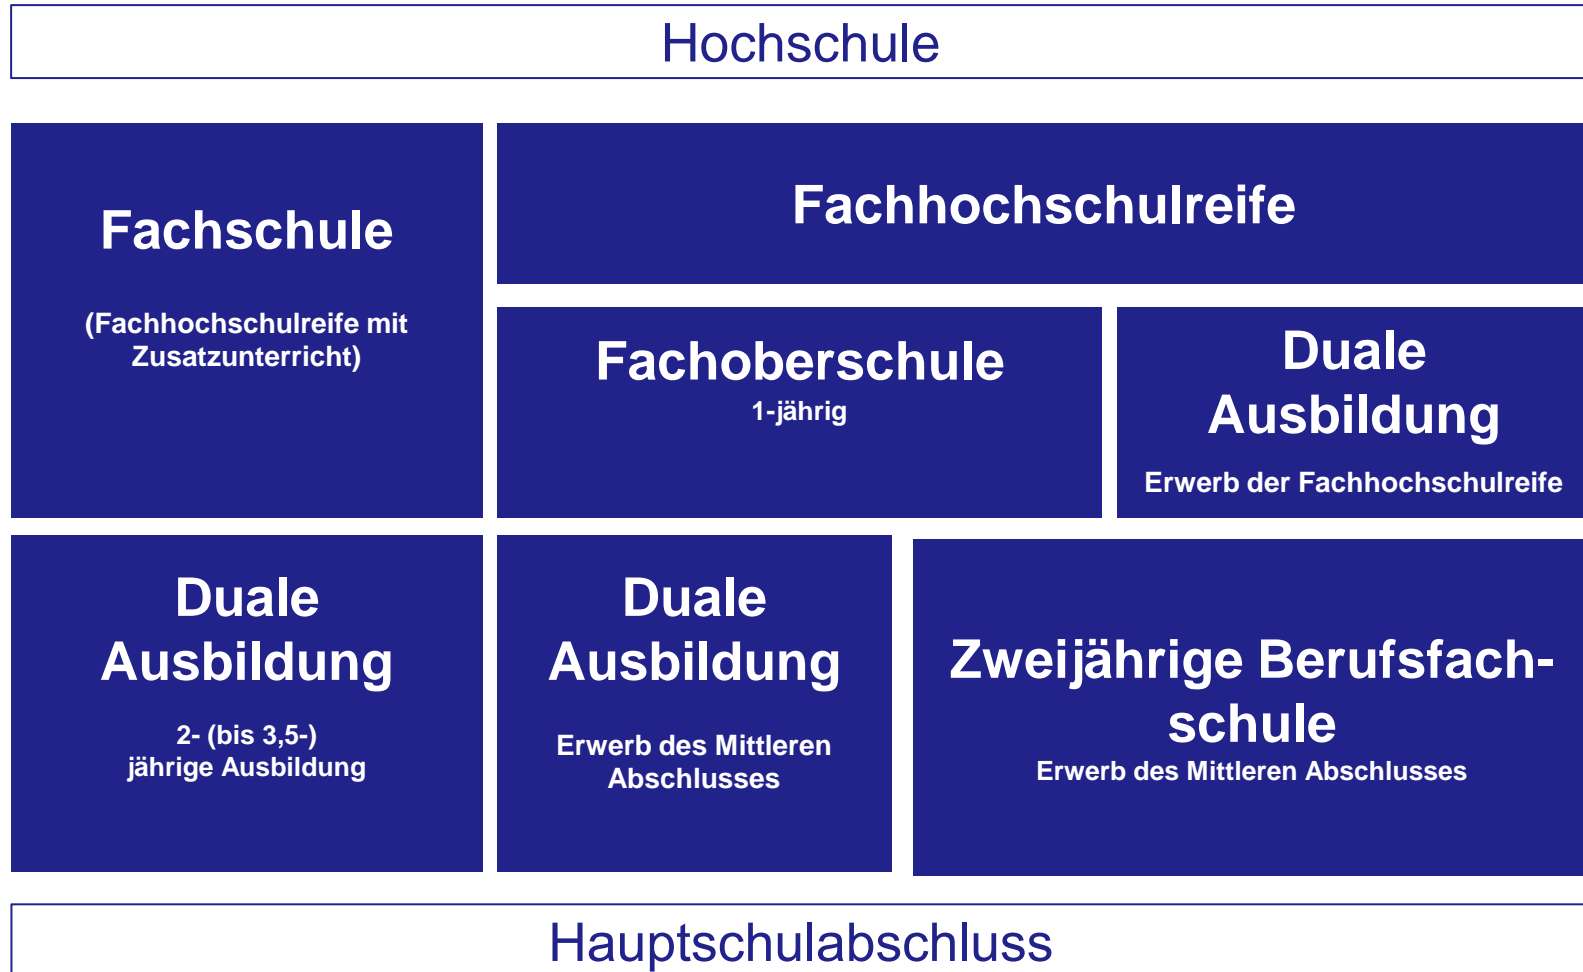 Hochschule
Fachschule
(Fachhochschulreife mit
Zusatzunterricht)
Fachhochschulreife
Fachoberschule
1-jährig
Duale
Ausbildung
Erwerb der Fachhochschulreife
Duale
Ausbildung
2- (bis 3,5-)
jährige Ausbildung
Duale
Ausbildung
Erwerb des Mittleren
Abschlusses
Zweijährige Berufsfach-
schule
Erwerb des Mittleren Abschlusses
Hauptschulabschluss